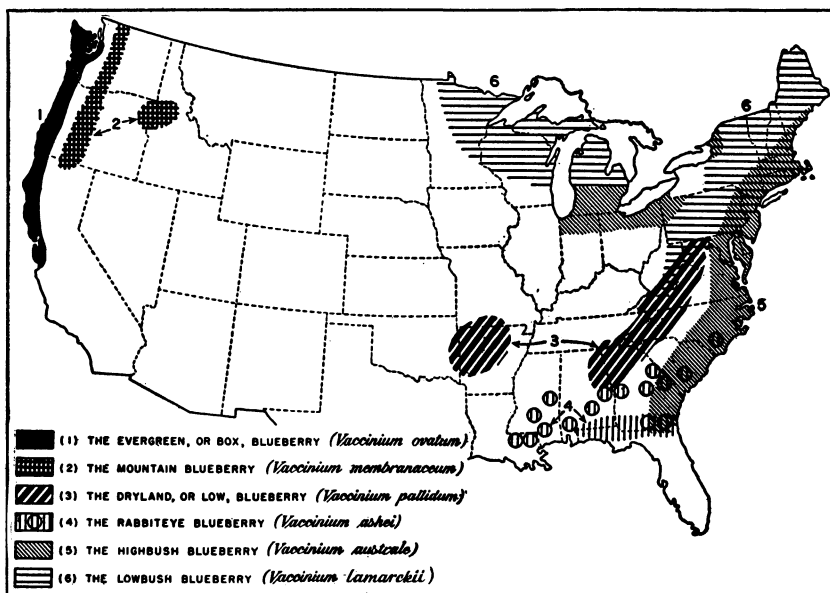 6
6
1
2
5
2
3
4
(1) THE EVERGREEN, OR BOX, BLUEBERRY (Vaccinium ovatum)
(2) THE MOUNTAIN BLUEBERRY (Vaccinium membranaceum)
(3) THE DRYLAND, OR LOW, BLUEBERRY (Vaccinium pallidum)
(4) THE RABBITEYE BLUEBERRY (Vaccinium ashei)
(5) THE HIGHBUSH BLUEBERRY (Vaccinium australe)
(6) THE LOWBUSH BLUEBERRY (Vaccinium lamarckii)